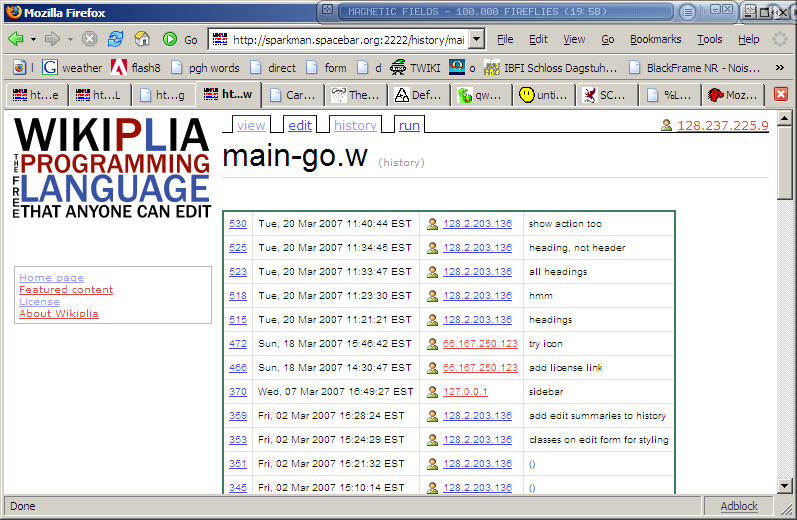 Mozilla Firefox
MAGNETIC FIELDS - 100,000 FIREFLIES (19:58)
Go http://sparkman.spacebar.org:2222/history/mai File Edit View Go Bookmarks Tools Help
l weather flash8 pgh words direct form d TWIKI o IBFI Schloss Dagstuh... BlackFrame NR - Nois... »
ht...e ht...L ht...g ht...w Car... The... Def... qw... unti... SC... %L... Moz...
WIKIPLIA
THE FREE
PROGRAMMING
LANGUAGE
THAT ANYONE CAN EDIT
view edit history run 128.237.225.9
main-go.w (history)
Home page
Featured content
License
About Wikiplia
530 Tue, 20 Mar 2007 11:40:44 EST 128.2.203.136 show action too
525 Tue, 20 Mar 2007 11:34:45 EST 128.2.203.136 heading, not header
523 Tue, 20 Mar 2007 11:33:47 EST 128.2.203.136 all headings
518 Tue, 20 Mar 2007 11:23:30 EST 128.2.203.136 hmm
515 Tue, 20 Mar 2007 11:21:21 EST 128.2.203.136 headings
472 Sun, 18 Mar 2007 15:46:42 EST 66.167.250.123 try icon
466 Sun, 18 Mar 2007 14:30:47 EST 66.167.250.123 add license link
370 Wed, 07 Mar 2007 16:49:27 EST 127.0.0.1 sidebar
359 Fri, 02 Mar 2007 15:28:24 EST 128.2.203.136 add edit summaries to history
353 Fri, 02 Mar 2007 15:24:29 EST 128.2.203.136 classes on edit form for styling
351 Fri, 02 Mar 2007 15:21:32 EST 128.2.203.136 ()
345 Fri, 02 Mar 2007 15:10:14 EST 128.2.203.136 ()
Done Adblock